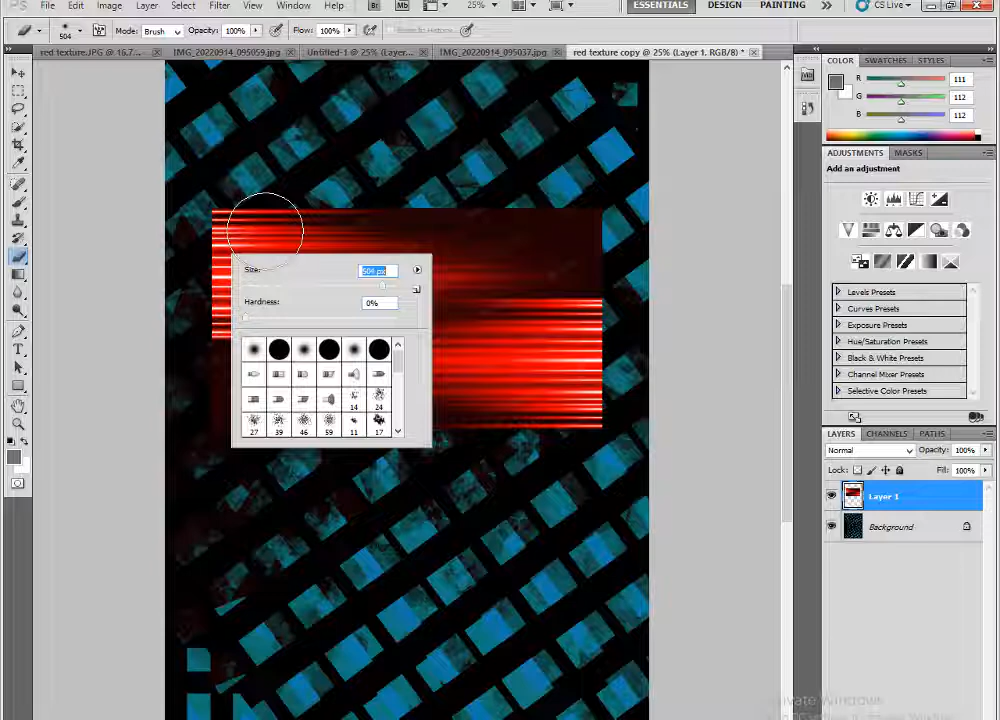 PS File Edit Image Layer Select Filter View Window Help Br Mb 25% ESSENTIALS DESIGN PAINTING CS Live
504 Mode: Brush Opacity: 100% Flow: 100%
red texture.JPG @ 16.7... IMG_20220914_095059.jpg Untitled-1 @ 25% (Layer... IMG_20220914_095037.jpg red texture copy @ 25% (Layer 1, RGB/8) *
COLOR SWATCHES STYLES
R 111
G 112
B 112
ADJUSTMENTS MASKS
Add an adjustment
Size: 504 px
Hardness: 0%
14 24
27 39 46 59 11 17
Levels Presets
Curves Presets
Exposure Presets
Hue/Saturation Presets
Black & White Presets
Channel Mixer Presets
Selective Color Presets
LAYERS CHANNELS PATHS
Normal Opacity: 100%
Lock: Fill: 100%
Layer 1
Background